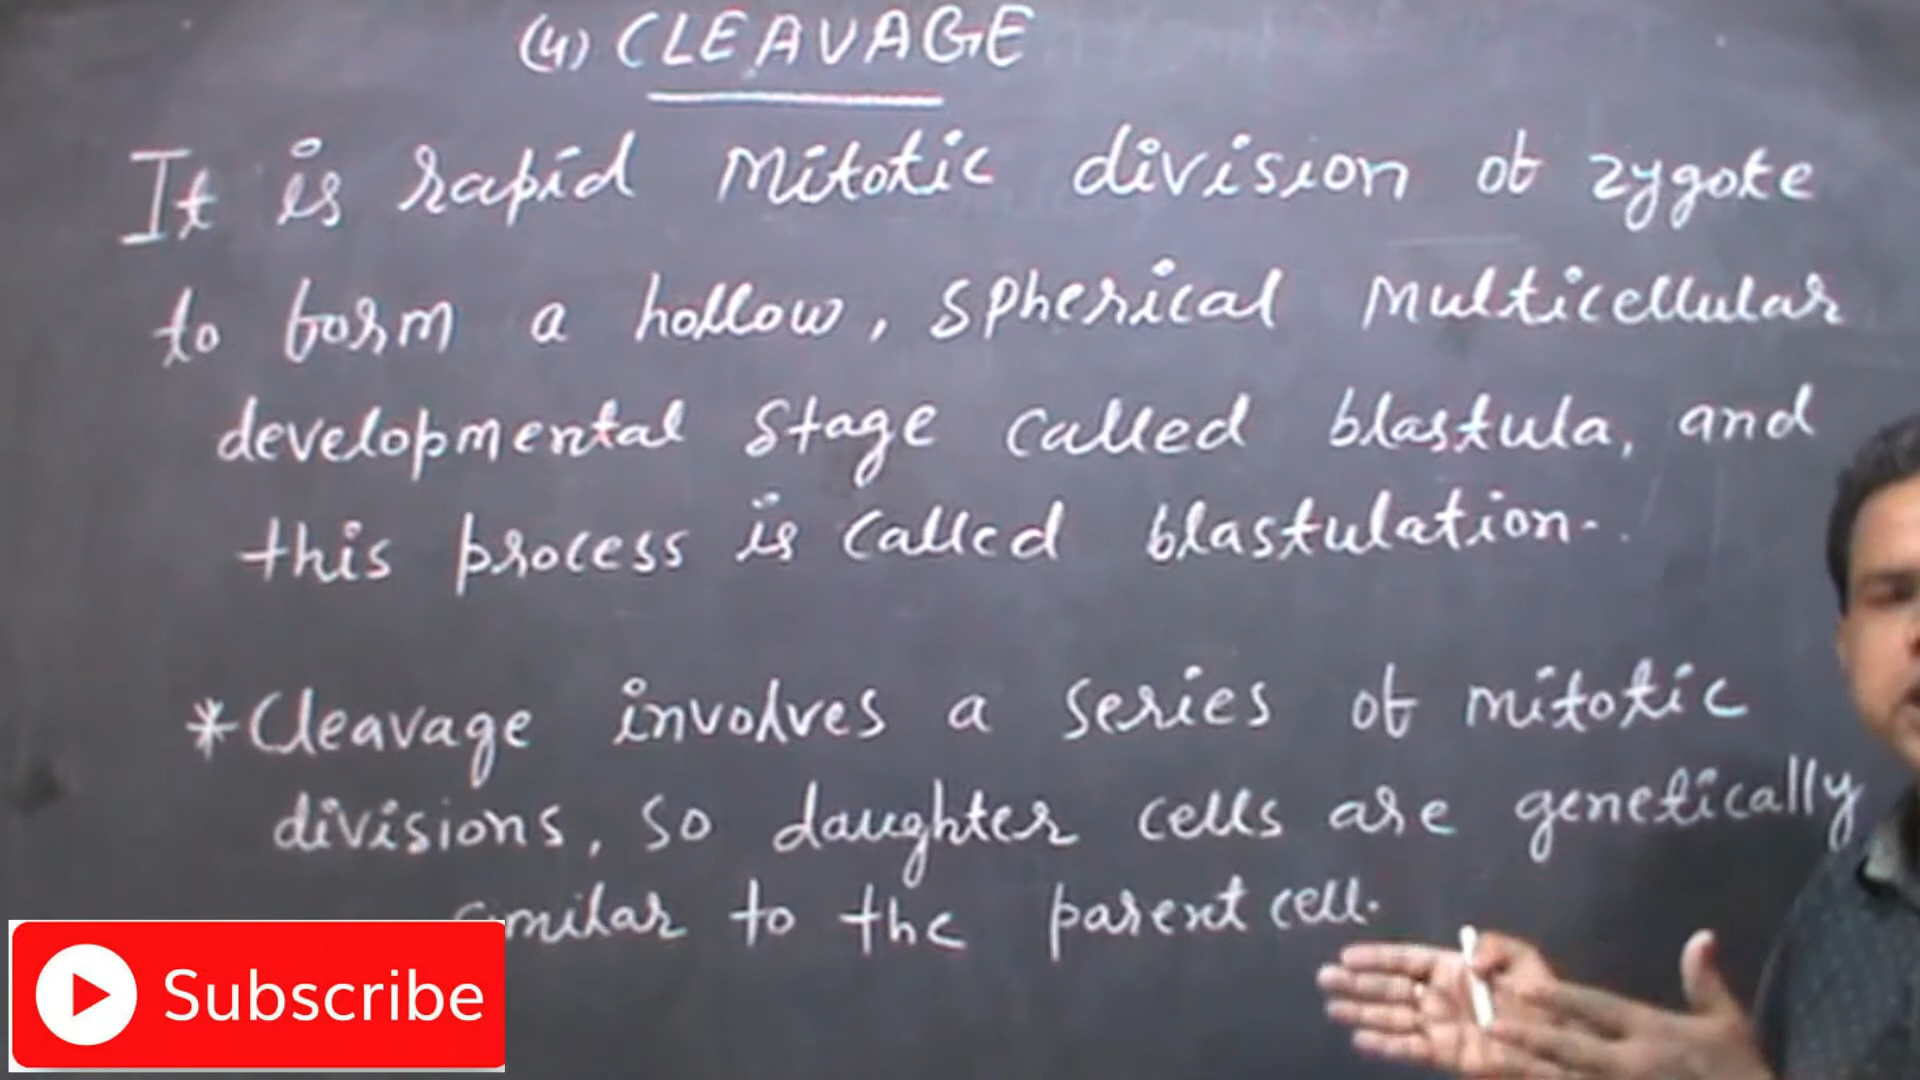 (4) CLEAVAGE
It is rapid mitotic division of zygote
to form a hollow, spherical multicellular
developmental stage called blastula, and
this process is called blastulation.
*Cleavage involves a series of mitotic
divisions, so daughter cells are genetically
similar to the parent cell.
Subscribe